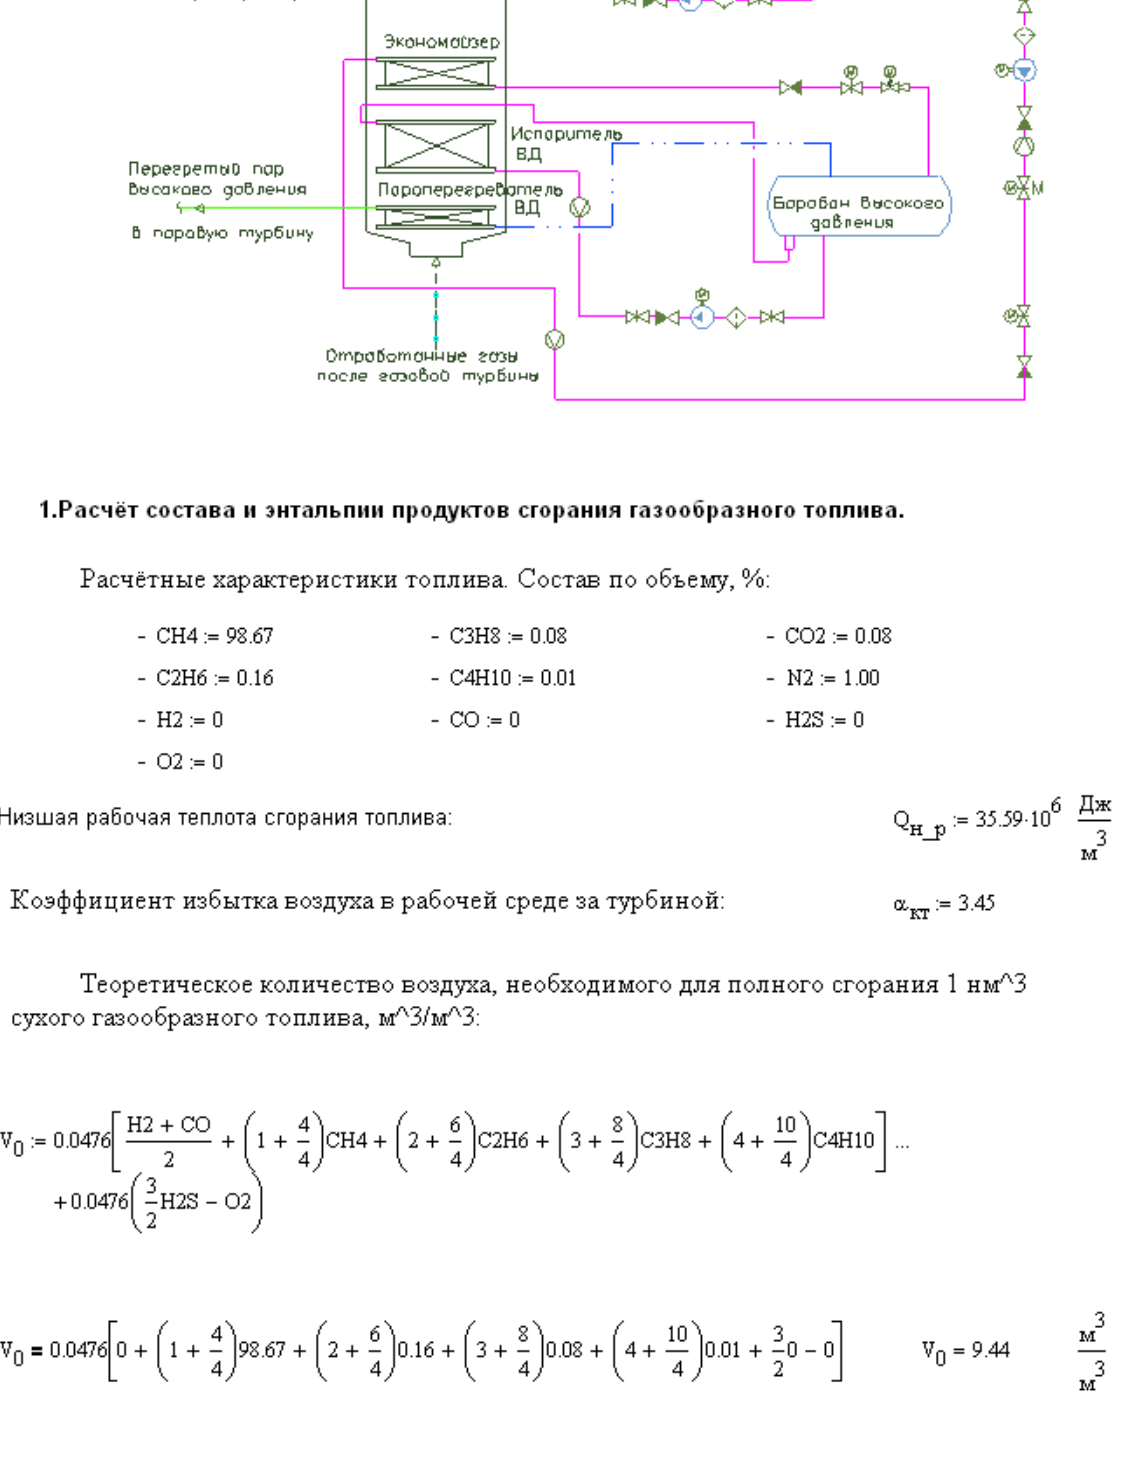 Экономайзер
Испаритель
ВД
Перегретый пар
высокого давления
Пароперегреватель
ВД
Барабан высокого
давления
в паровую турбину
М
Отработанные газы
после газовой турбины
1.Расчёт состава и энтальпии продуктов сгорания газообразного топлива.
Расчётные характеристики топлива. Состав по объему, %:
- CH4 := 98.67 - C3H8 := 0.08 - CO2 := 0.08
- C2H6 := 0.16 - C4H10 := 0.01 - N2 := 1.00
- H2 := 0 - CO := 0 - H2S := 0
- O2 := 0
Низшая рабочая теплота сгорания топлива: Q_н_р := 35.59·10^6 Дж/м^3
Коэффициент избытка воздуха в рабочей среде за турбиной: α_кт := 3.45
Теоретическое количество воздуха, необходимого для полного сгорания 1 нм^3
сухого газообразного топлива, м^3/м^3:
V_0 := 0.0476[(H2 + CO)/2 + (1 + 4/4)CH4 + (2 + 6/4)C2H6 + (3 + 8/4)C3H8 + (4 + 10/4)C4H10] ...
+ 0.0476(3/2 H2S − O2)
V_0 = 0.0476[0 + (1 + 4/4)98.67 + (2 + 6/4)0.16 + (3 + 8/4)0.08 + (4 + 10/4)0.01 + 3/2 0 − 0] V_0 = 9.44 м^3/м^3